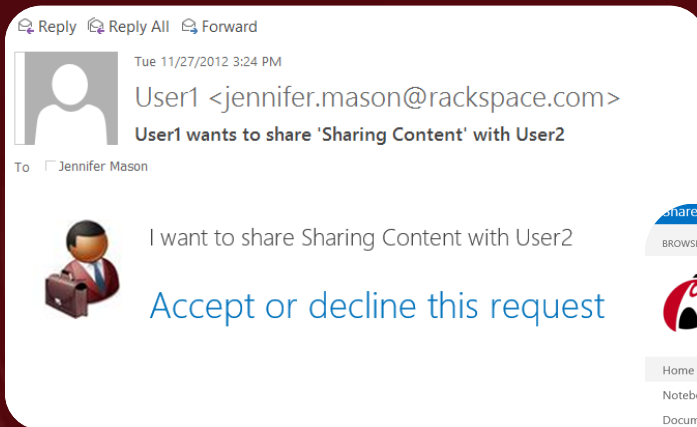 Reply Reply All Forward
Tue 11/27/2012 3:24 PM
User1 <jennifer.mason@rackspace.com>
User1 wants to share 'Sharing Content' with User2
To Jennifer Mason
I want to share Sharing Content with User2
Accept or decline this request
Home